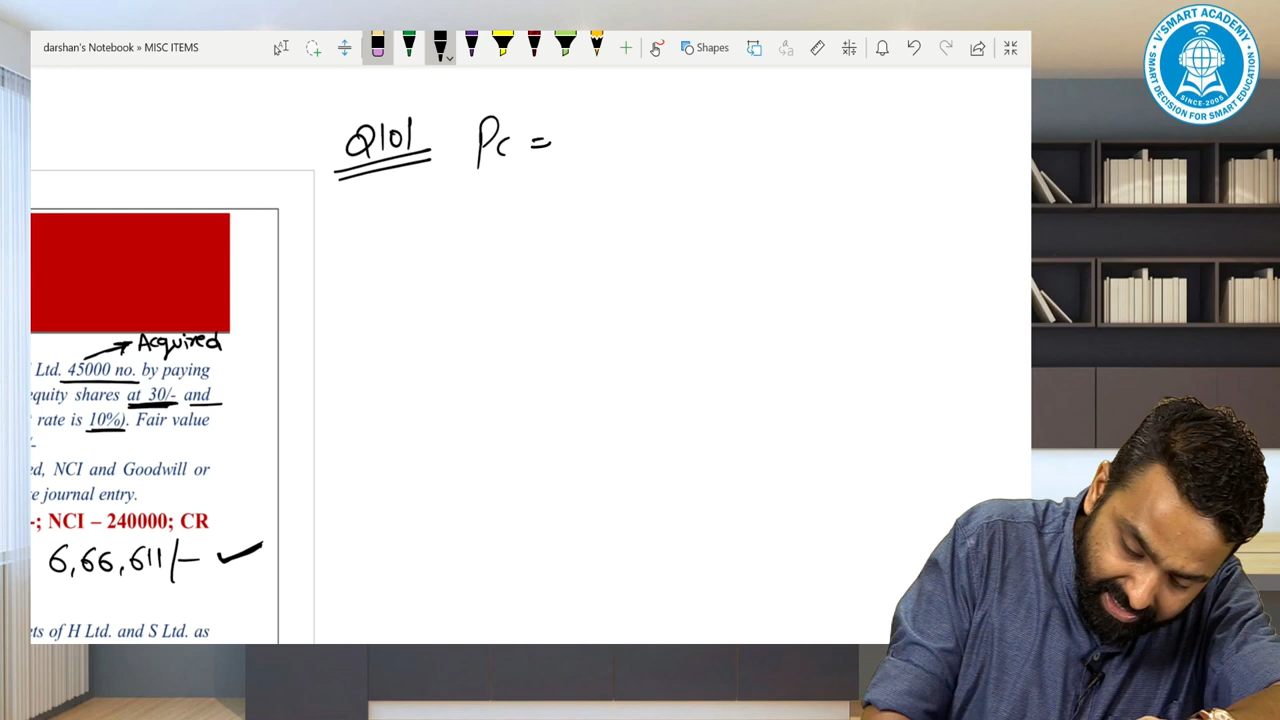 darshan's Notebook » MISC ITEMS
Shapes
V'SMART ACADEMY
SINCE-2005
SMART DECISION FOR SMART EDUCATION
Q101 Pc =
Acquired
Ltd. 45000 no. by paying
equity shares at 30/- and
rate is 10%). Fair value
/-
ed, NCI and Goodwill or
journal entry.
-; NCI – 240000; CR
6,66,611/-
ets of H Ltd. and S Ltd. as